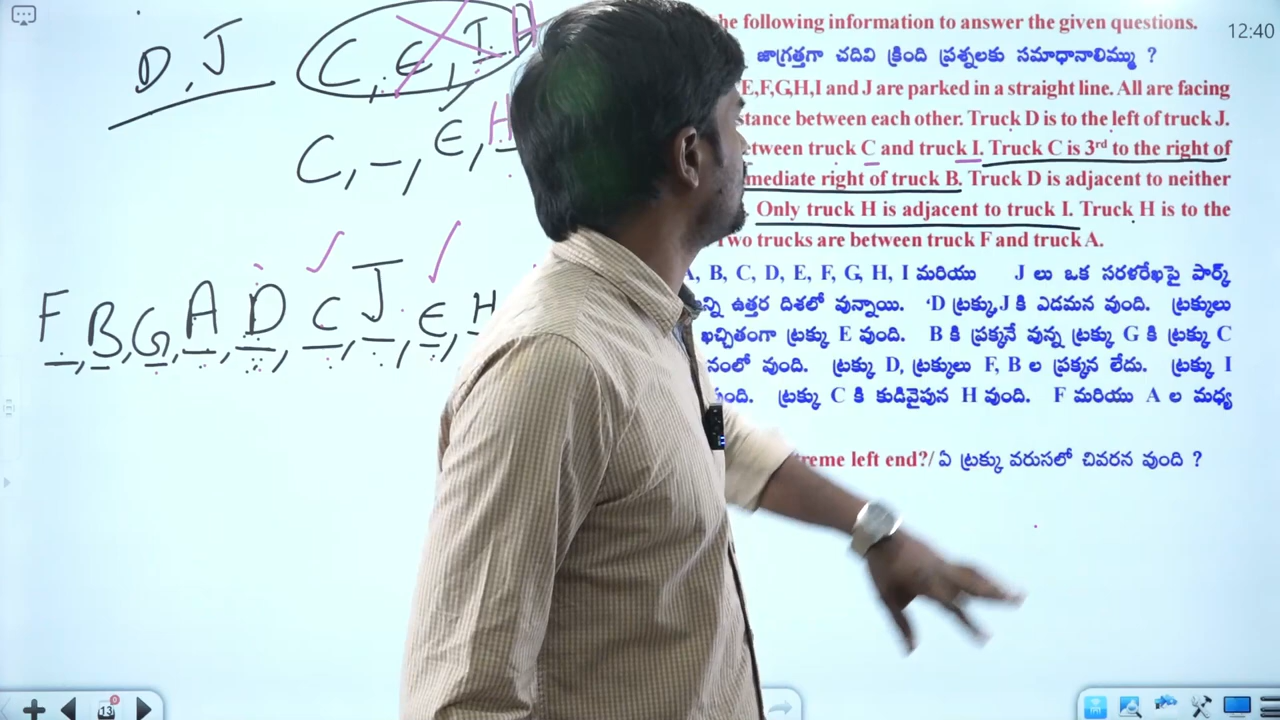 D, J
C, E, I H
C, –, E, H
F B, G, A D C J E, H
he following information to answer the given questions. 12:40
జాగ్రత్తగా చదివి క్రింది ప్రశ్నలకు సమాధానాలిమ్ము ?
E,F,G,H,I and J are parked in a straight line. All are facing
stance between each other. Truck D is to the left of truck J.
etween truck C and truck I. Truck C is 3rd to the right of
mediate right of truck B. Truck D is adjacent to neither
Only truck H is adjacent to truck I. Truck H is to the
Two trucks are between truck F and truck A.
A, B, C, D, E, F, G, H, I మరియు J లు ఒక సరళరేఖపై పార్క్
న్ని ఉత్తర దిశలో వున్నాయి. 'D ట్రక్కు,J కి ఎడమన వుంది. ట్రక్కులు
ఖచ్చితంగా ట్రక్కు E వుంది. B కి ప్రక్కనే వున్న ట్రక్కు G కి ట్రక్కు C
నంలో వుంది. ట్రక్కు D, ట్రక్కులు F, B ల ప్రక్కన లేదు. ట్రక్కు I
వుంది. ట్రక్కు C కి కుడివైపున H వుంది. F మరియు A ల మధ్య
reme left end?/ ఏ ట్రక్కు వరుసలో చివరన వుంది ?
13